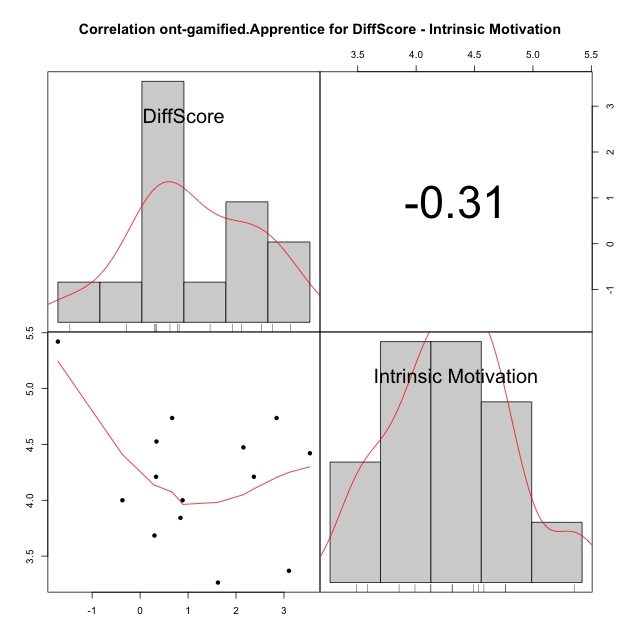 Correlation ont-gamified.Apprentice for DiffScore - Intrinsic Motivation
3.5 4.0 4.5 5.0 5.5
DiffScore
-0.31
3
2
1
0
-1
5.5
5.0
4.5
4.0
3.5
Intrinsic Motivation
-1 0 1 2 3